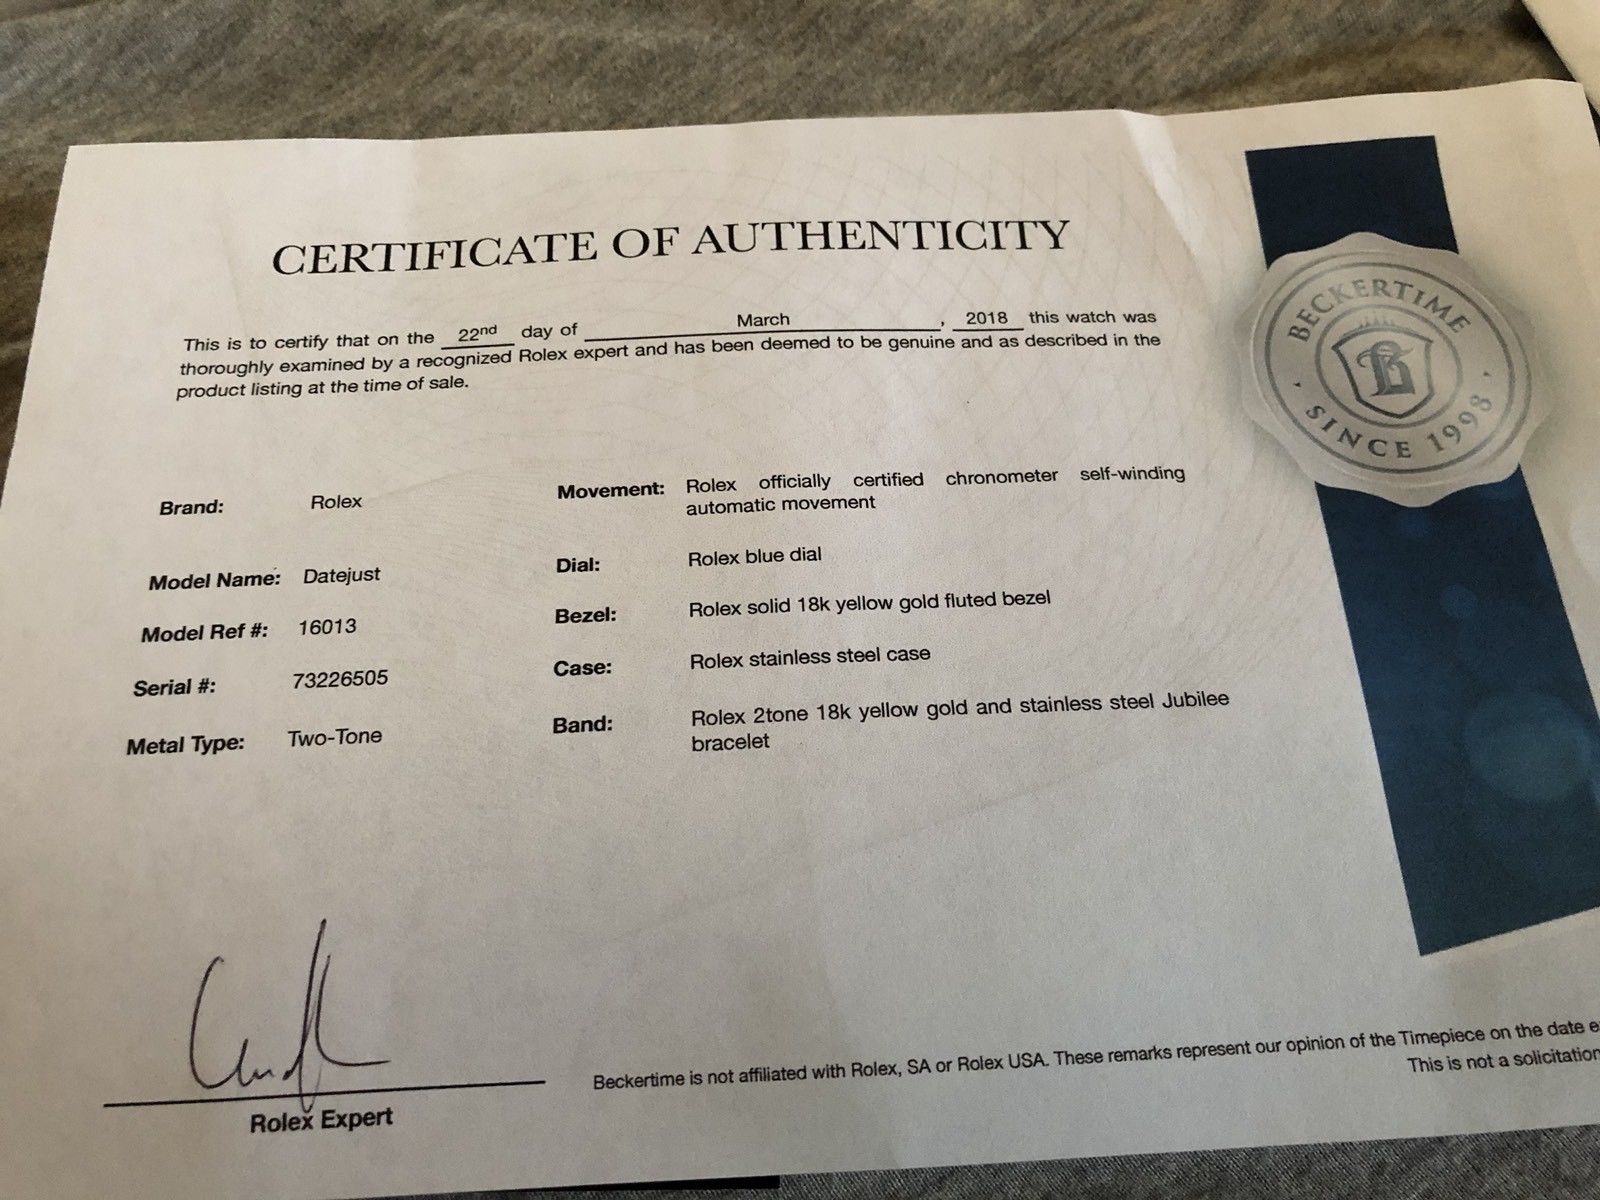 CERTIFICATE OF AUTHENTICITY
This is to certify that on the 22nd day of March, 2018 this watch was
thoroughly examined by a recognized Rolex expert and has been deemed to be genuine and as described in the
product listing at the time of sale.
BECKERTIME
B
SINCE 1998
Brand: Rolex
Model Name: Datejust
Model Ref #: 16013
Serial #: 73226505
Metal Type: Two-Tone
Movement: Rolex officially certified chronometer self-winding
automatic movement
Dial: Rolex blue dial
Bezel: Rolex solid 18k yellow gold fluted bezel
Case: Rolex stainless steel case
Band: Rolex 2tone 18k yellow gold and stainless steel Jubilee
bracelet
Rolex Expert
Beckertime is not affiliated with Rolex, SA or Rolex USA. These remarks represent our opinion of the Timepiece on the date
This is not a solicitation